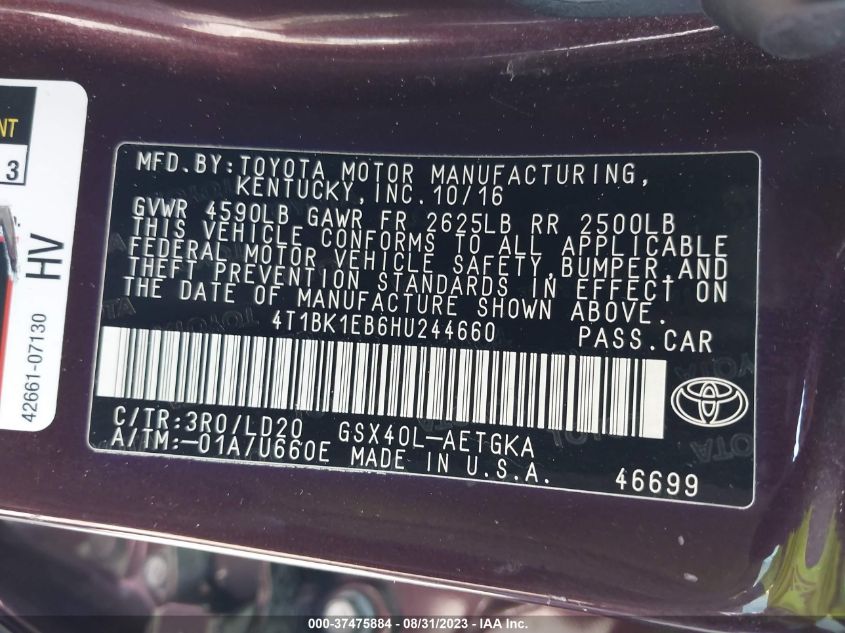 NT
3
HV
42661-07130
MFD.BY:TOYOTA MOTOR MANUFACTURING,
KENTUCKY,INC.10/16
GVWR 4590LB GAWR FR 2625LB RR 2500LB
THIS VEHICLE CONFORMS TO ALL APPLICABLE
FEDERAL MOTOR VEHICLE SAFETY,BUMPER,AND
THEFT PREVENTION STANDARDS IN EFFECT ON
THE DATE OF MANUFACTURE SHOWN ABOVE.
4T1BK1EB6HU244660 PASS.CAR
C/TR:3R0/LD20 GSX40L-AETGKA
A/TM:-01A/U660E MADE IN U.S.A.
46699
000-37475884 - 08/31/2023 - Copyright © IAA, Inc.